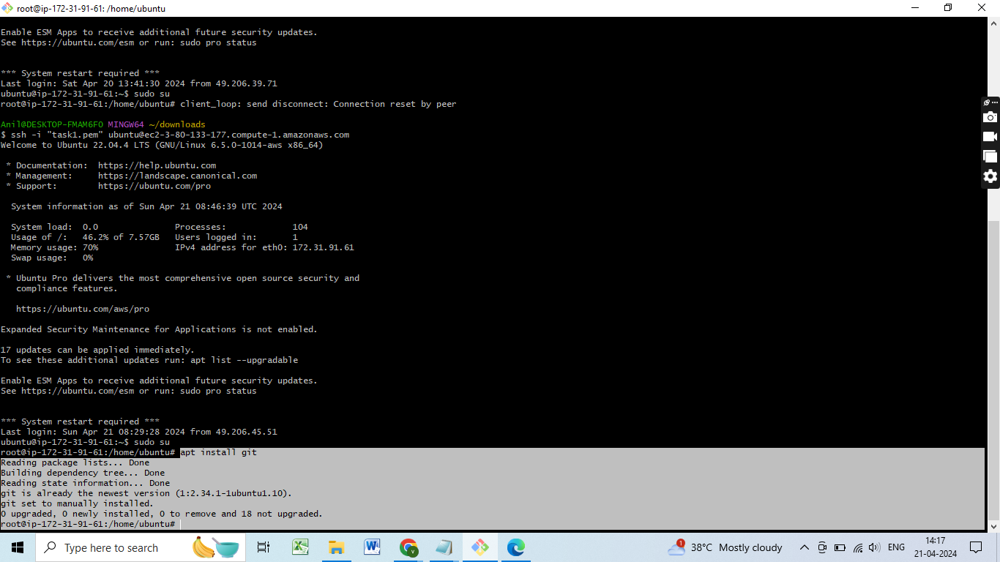 root@ip-172-31-91-61: /home/ubuntu
Enable ESM Apps to receive additional future security updates.
See https://ubuntu.com/esm or run: sudo pro status
*** System restart required ***
Last login: Sat Apr 20 13:41:30 2024 from 49.206.39.71
ubuntu@ip-172-31-91-61:~$ sudo su
root@ip-172-31-91-61:/home/ubuntu# client_loop: send disconnect: Connection reset by peer
Anil@DESKTOP-FMAM6FO MINGW64 ~/downloads
$ ssh -i "task1.pem" ubuntu@ec2-3-80-133-177.compute-1.amazonaws.com
Welcome to Ubuntu 22.04.4 LTS (GNU/Linux 6.5.0-1014-aws x86_64)
* Documentation:  https://help.ubuntu.com
* Management:     https://landscape.canonical.com
* Support:        https://ubuntu.com/pro
System information as of Sun Apr 21 08:46:39 UTC 2024
System load:  0.0               Processes:             104
Usage of /:   46.2% of 7.57GB   Users logged in:       1
Memory usage: 70%               IPv4 address for eth0: 172.31.91.61
Swap usage:   0%
* Ubuntu Pro delivers the most comprehensive open source security and
compliance features.
https://ubuntu.com/aws/pro
Expanded Security Maintenance for Applications is not enabled.
17 updates can be applied immediately.
To see these additional updates run: apt list --upgradable
Enable ESM Apps to receive additional future security updates.
See https://ubuntu.com/esm or run: sudo pro status
*** System restart required ***
Last login: Sun Apr 21 08:29:28 2024 from 49.206.45.51
ubuntu@ip-172-31-91-61:~$ sudo su
root@ip-172-31-91-61:/home/ubuntu# apt install git
Reading package lists... Done
Building dependency tree... Done
Reading state information... Done
git is already the newest version (1:2.34.1-1ubuntu1.10).
git set to manually installed.
0 upgraded, 0 newly installed, 0 to remove and 18 not upgraded.
root@ip-172-31-91-61:/home/ubuntu#
Type here to search
1
38°C Mostly cloudy
ENG
14:17
21-04-2024